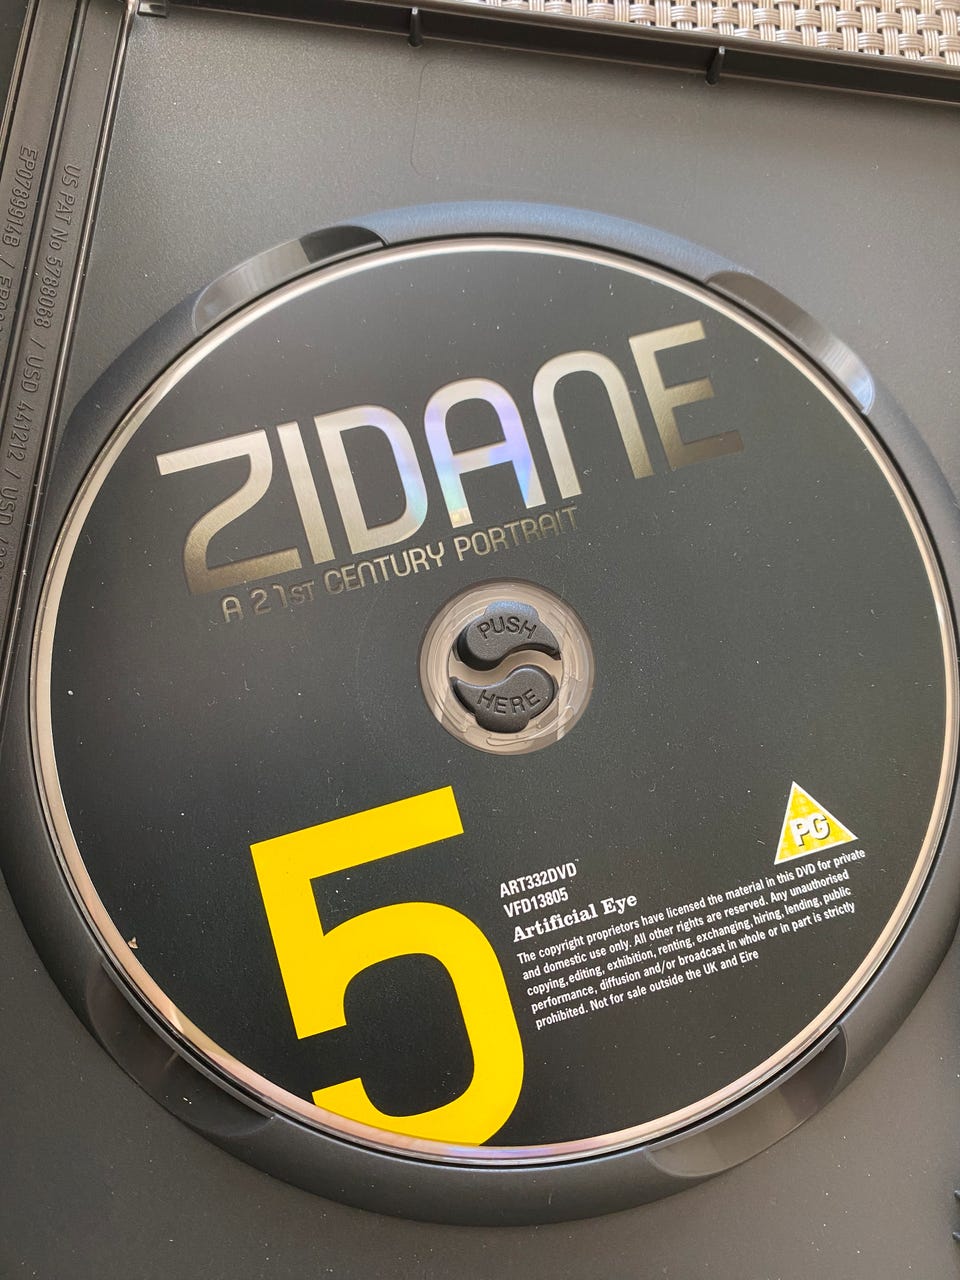 EP0789914B /
US PAT No 5788068 / USD 441212 / USD
ZIDANE
A 21ST CENTURY PORTRAIT
PUSH
HERE
5
PG
ART332DVD
VFD13805
Artificial Eye
The copyright proprietors have licensed the material in this DVD for private
and domestic use only. All other rights are reserved. Any unauthorised
copying, editing, exhibition, renting, exchanging, hiring, lending, public
performance, diffusion and/or broadcast in whole or in part is strictly
prohibited. Not for sale outside the UK and Eire